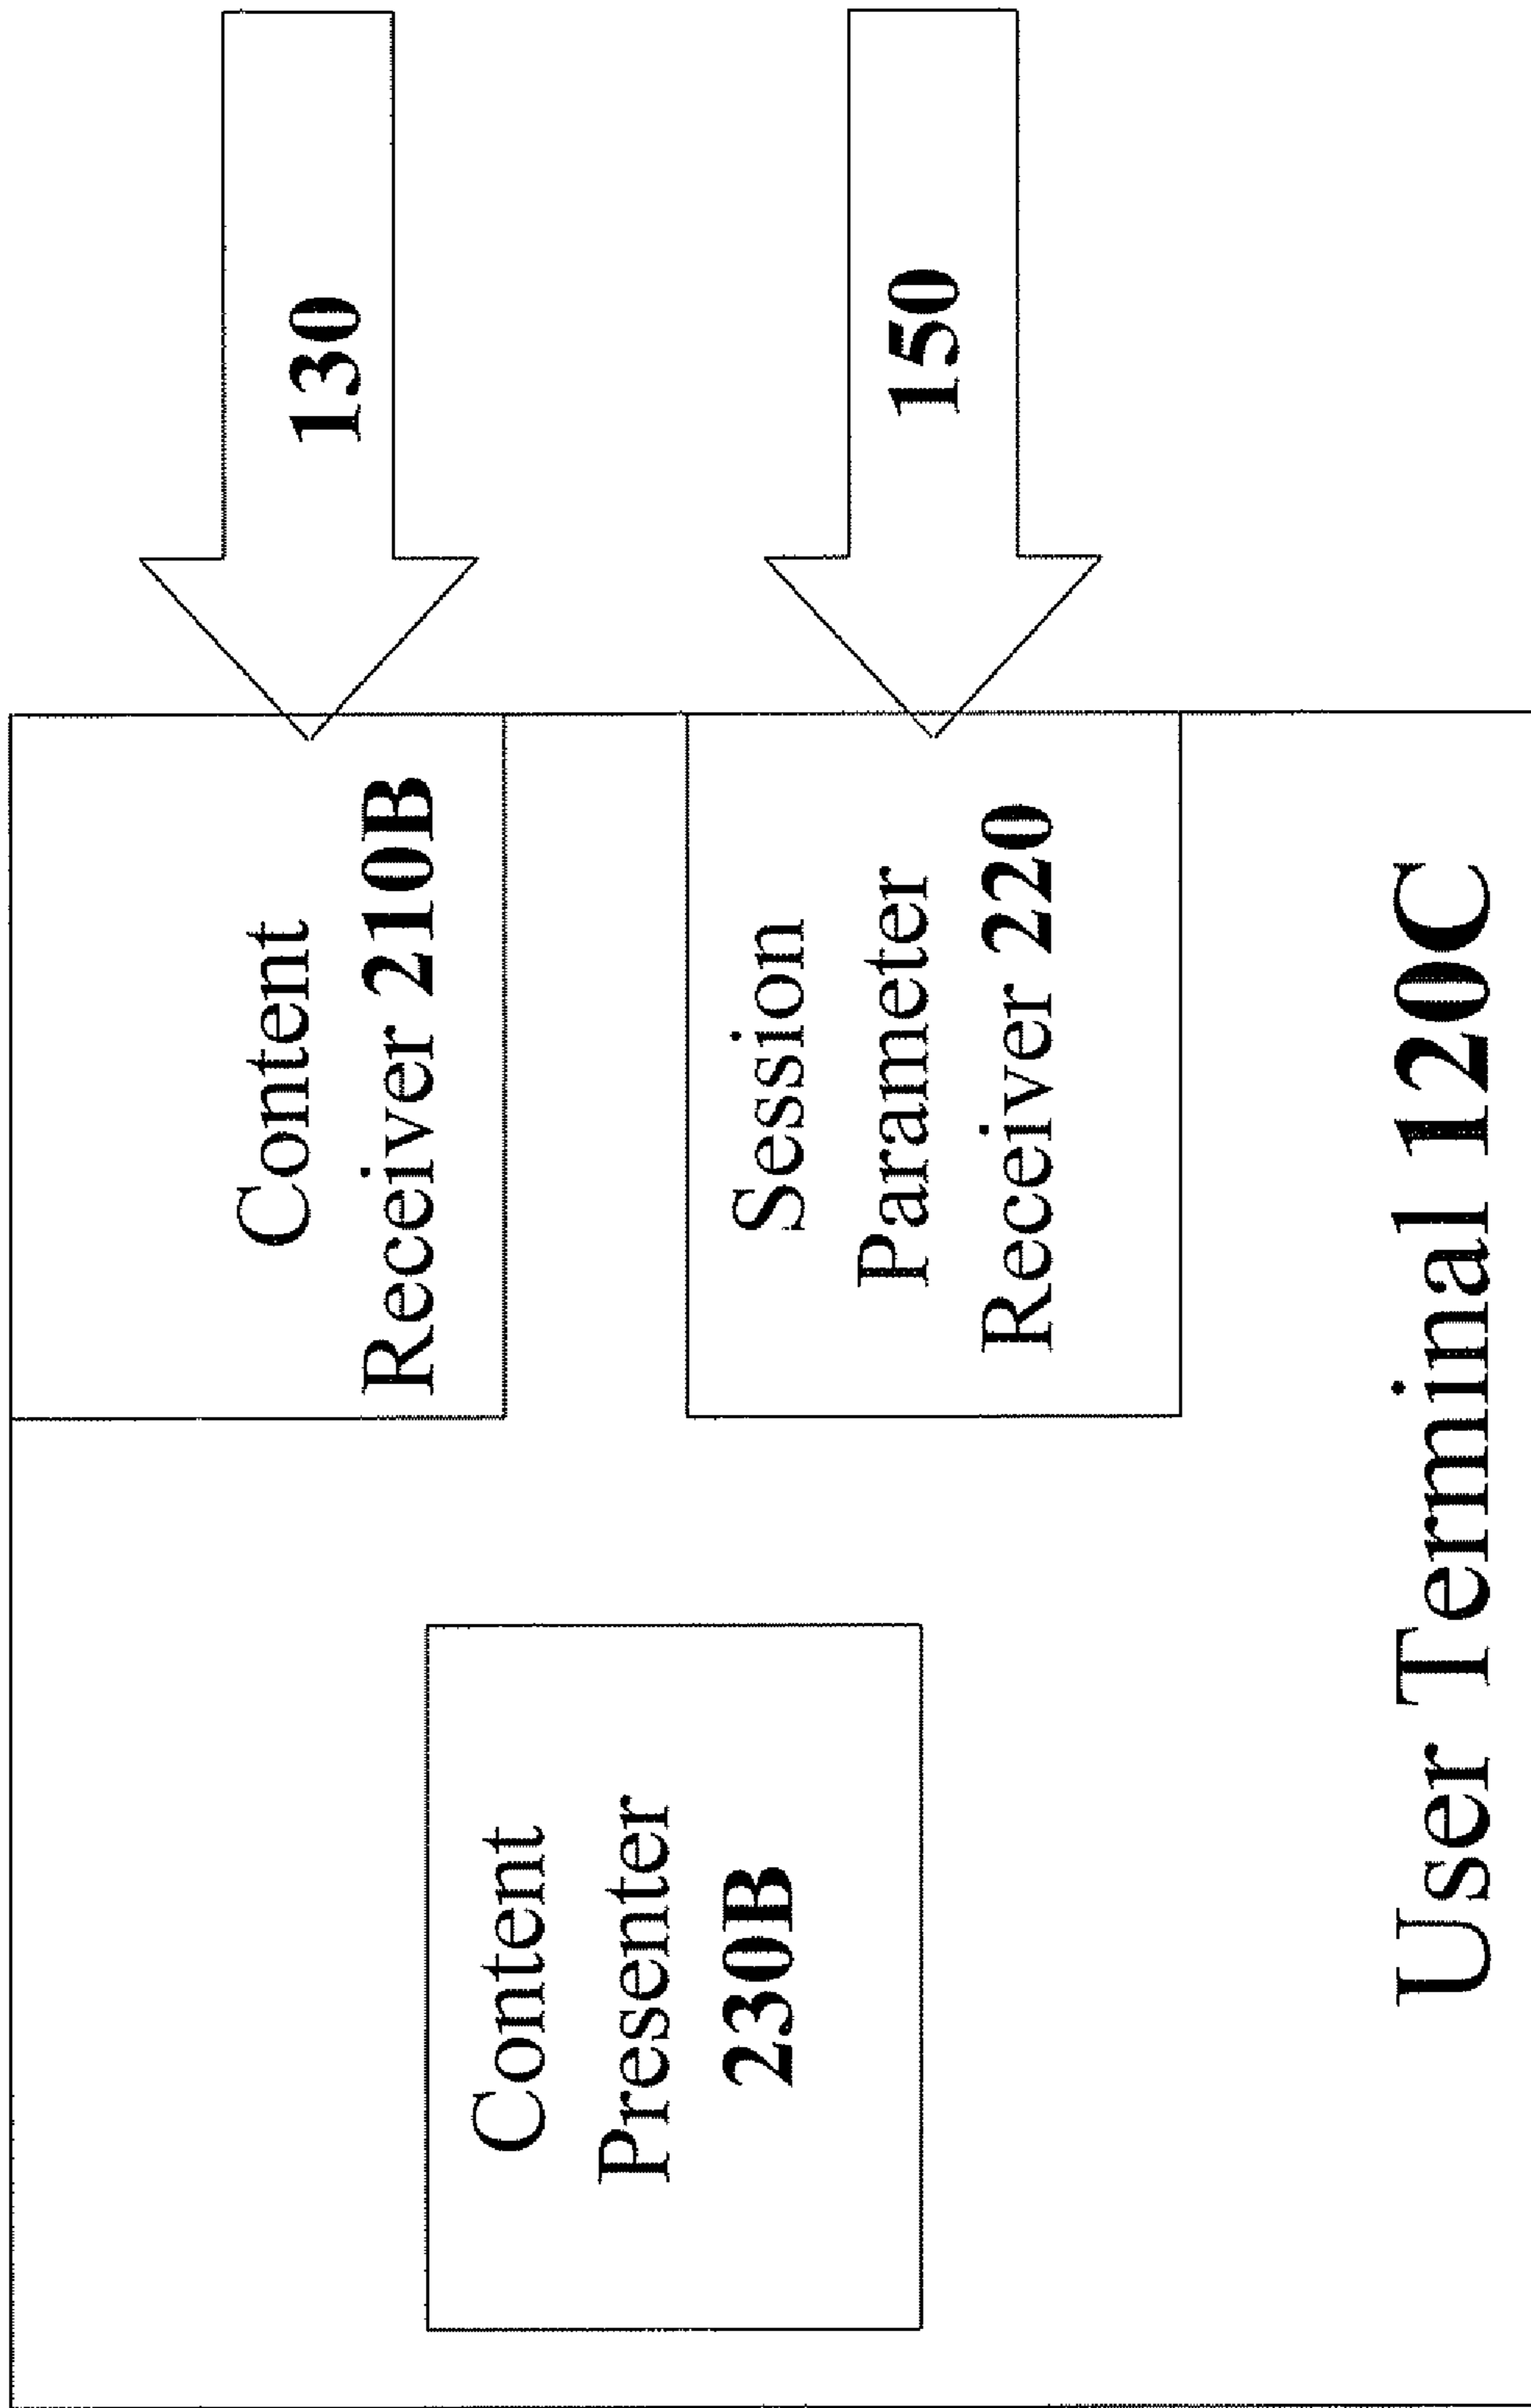 130
150
Content
Receiver 210B
Session
Parameter
Receiver 220
Content
Presenter
230B
User Terminal 120C